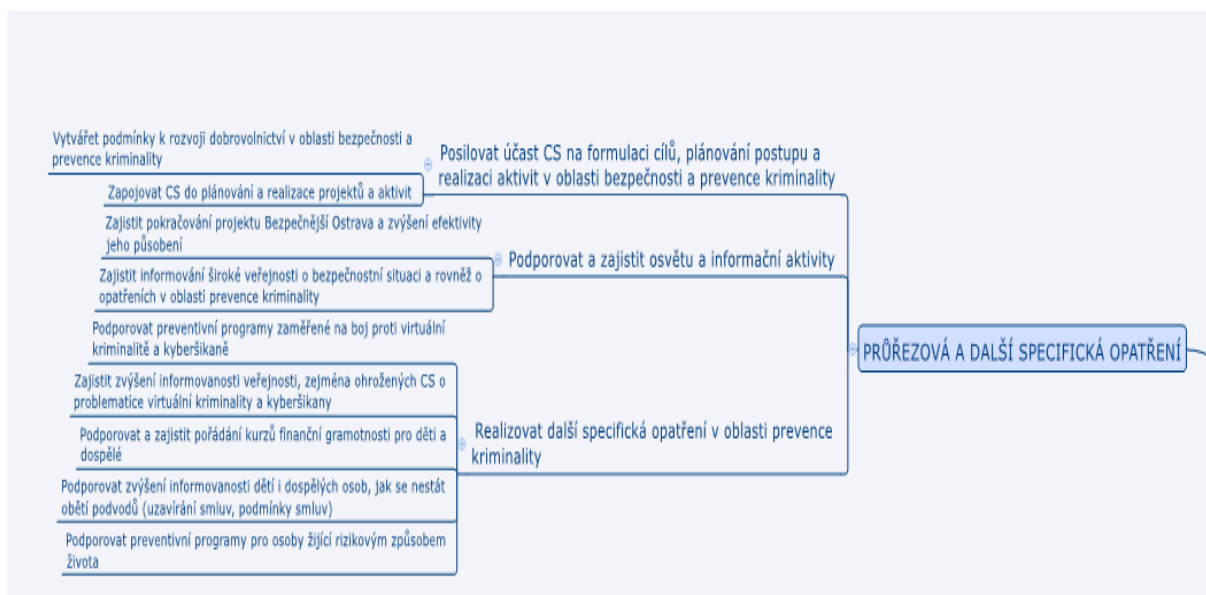 Vytvářet podmínky k rozvoji dobrovolnictví v oblasti bezpečnosti a
prevence kriminality
Zapojovat CS do plánování a realizace projektů a aktivit
Posilovat účast CS na formulaci cílů, plánování postupu a
realizaci aktivit v oblasti bezpečnosti a prevence kriminality
Zajistit pokračování projektu Bezpečnější Ostrava a zvýšení efektivity
jeho působení
Zajistit informování široké veřejnosti o bezpečnostní situaci a rovněž o
opatřeních v oblasti prevence kriminality
Podporovat a zajistit osvětu a informační aktivity
Podporovat preventivní programy zaměřené na boj proti virtuální
kriminalitě a kyberšikaně
Zajistit zvýšení informovanosti veřejnosti, zejména ohrožených CS o
problematice virtuální kriminality a kyberšikany
Podporovat a zajistit pořádání kurzů finanční gramotnosti pro děti a
dospělé
Podporovat zvýšení informovanosti dětí i dospělých osob, jak se nestát
obětí podvodů (uzavírání smluv, podmínky smluv)
Podporovat preventivní programy pro osoby žijící rizikovým způsobem
života
Realizovat další specifická opatření v oblasti prevence
kriminality
PRŮŘEZOVÁ A DALŠÍ SPECIFICKÁ OPATŘENÍ